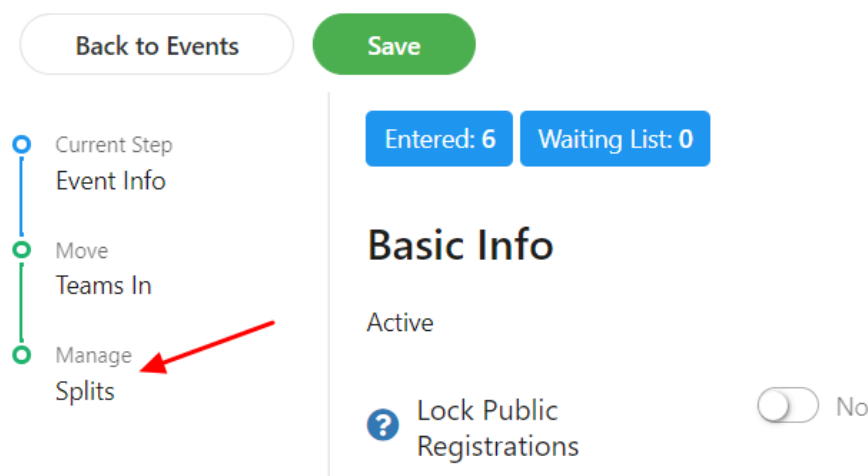 Back to Events
Save
Current Step
Event Info
Move
Teams In
Manage
Splits
Entered: 6
Waiting List: 0
Basic Info
Active
? Lock Public
Registrations
No